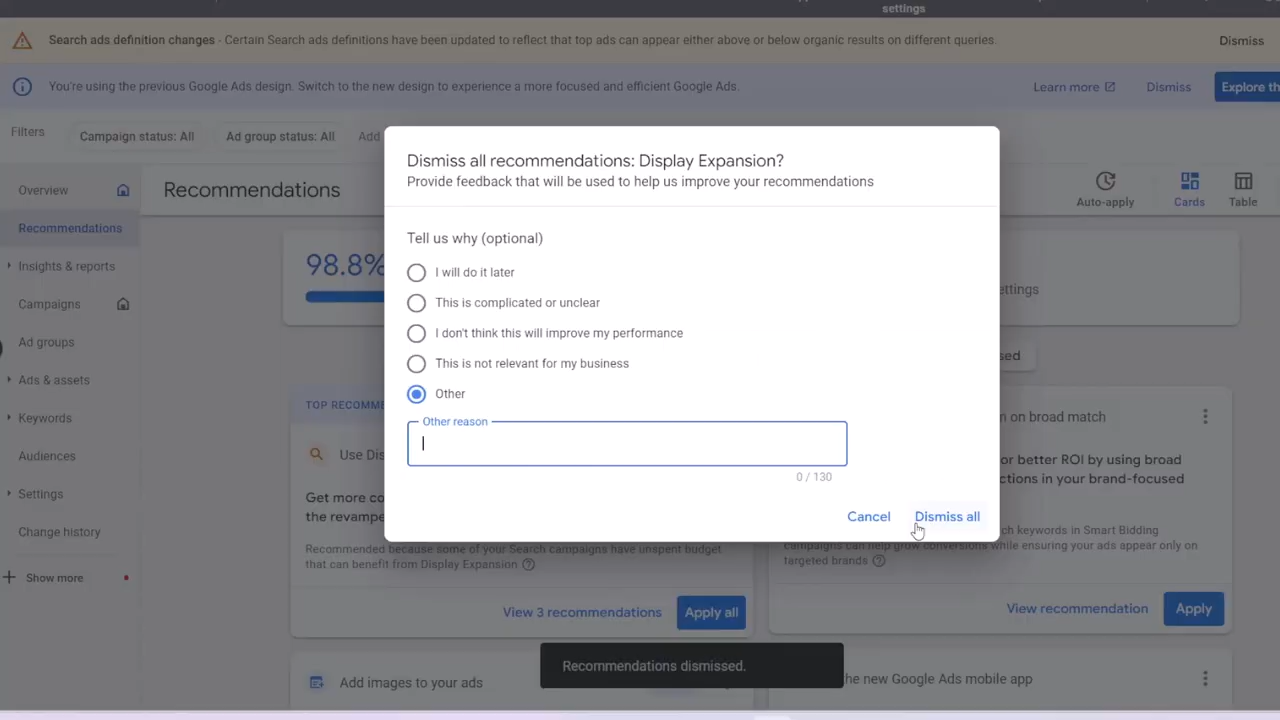 settings
Search ads definition changes - Certain Search ads definitions have been updated to reflect that top ads can appear either above or below organic results on different queries.
Dismiss
You're using the previous Google Ads design. Switch to the new design to experience a more focused and efficient Google Ads.
Learn more
Dismiss
Explore th
Filters
Campaign status: All
Ad group status: All
Add
Overview
Recommendations
Insights & reports
Campaigns
Ad groups
Ads & assets
Keywords
Audiences
Settings
Change history
Show more
Recommendations
Auto-apply
Cards
Table
98.8%
ettings
sed
Dismiss all recommendations: Display Expansion?
Provide feedback that will be used to help us improve your recommendations
Tell us why (optional)
I will do it later
This is complicated or unclear
I don't think this will improve my performance
This is not relevant for my business
Other
Other reason
0 / 130
Cancel
Dismiss all
TOP RECOMME
Use Dis
Get more co
the revampe
Recommended because some of your Search campaigns have unspent budget
that can benefit from Display Expansion
View 3 recommendations
Apply all
n on broad match
or better ROI by using broad
ctions in your brand-focused
ch keywords in Smart Bidding
campaigns can help grow conversions while ensuring your ads appear only on
targeted brands
View recommendation
Apply
Add images to your ads
he new Google Ads mobile app
Recommendations dismissed.